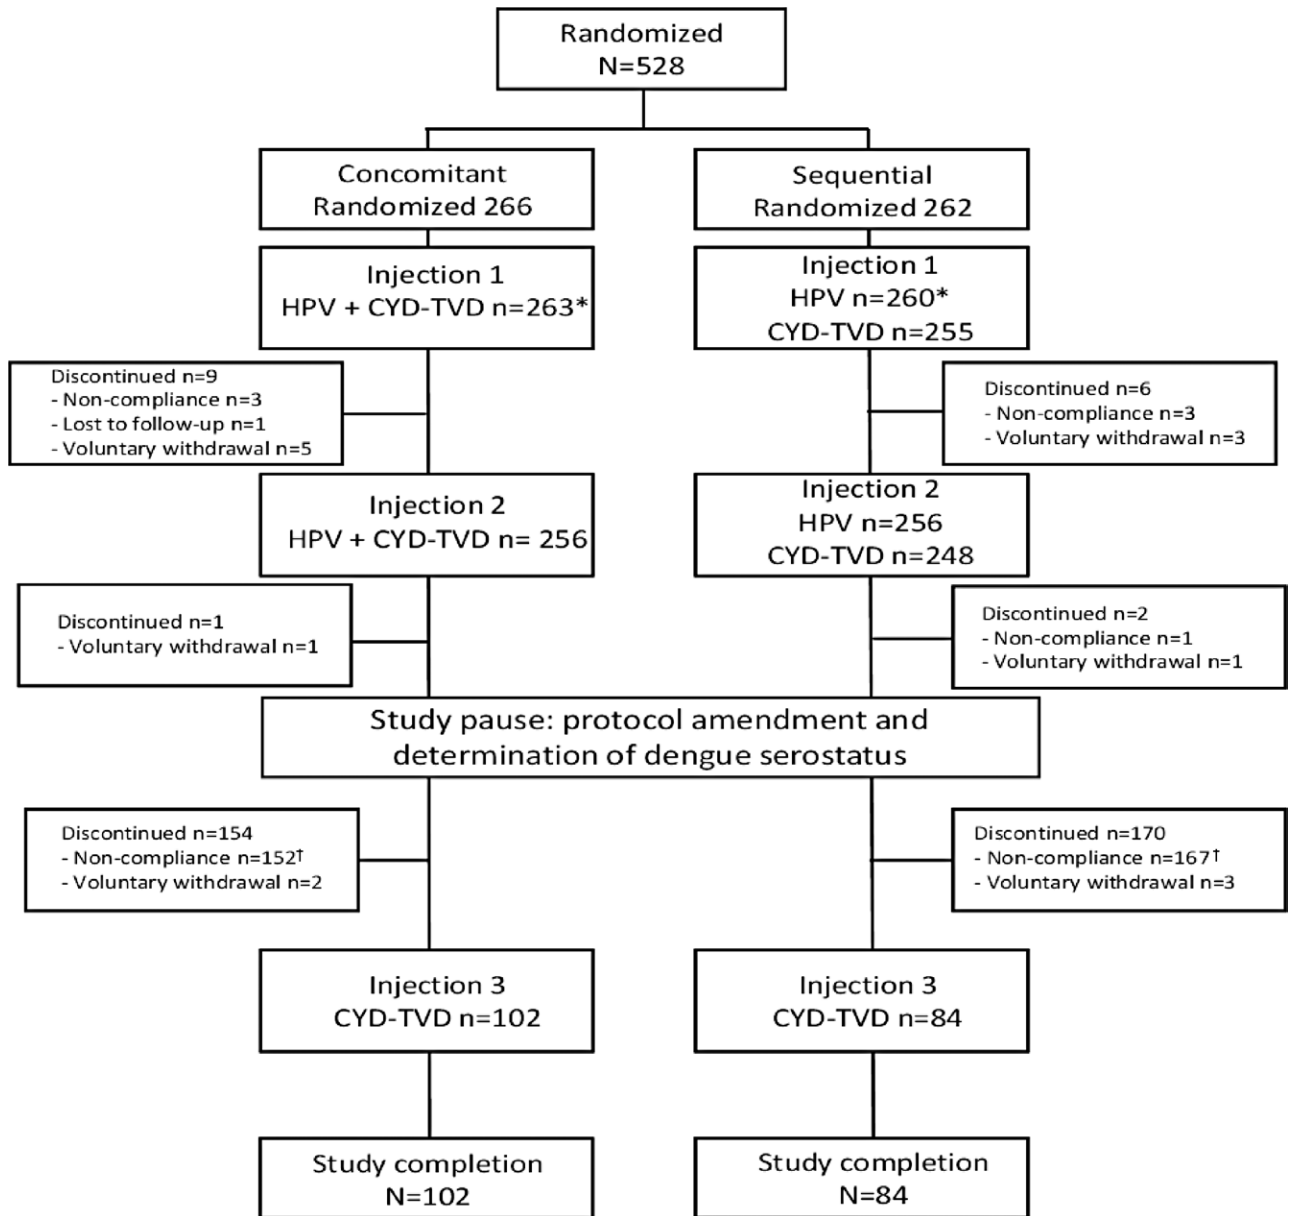 Randomized
N=528
Concomitant
Randomized 266
Sequential
Randomized 262
Injection 1
HPV + CYD-TVD n=263*
Injection 1
HPV n=260*
CYD-TVD n=255
Discontinued n=9
- Non-compliance n=3
- Lost to follow-up n=1
- Voluntary withdrawal n=5
Discontinued n=6
- Non-compliance n=3
- Voluntary withdrawal n=3
Injection 2
HPV + CYD-TVD n= 256
Injection 2
HPV n=256
CYD-TVD n=248
Discontinued n=1
- Voluntary withdrawal n=1
Discontinued n=2
- Non-compliance n=1
- Voluntary withdrawal n=1
Study pause: protocol amendment and
determination of dengue serostatus
Discontinued n=154
- Non-compliance n=152†
- Voluntary withdrawal n=2
Discontinued n=170
- Non-compliance n=167†
- Voluntary withdrawal n=3
Injection 3
CYD-TVD n=102
Injection 3
CYD-TVD n=84
Study completion
N=102
Study completion
N=84